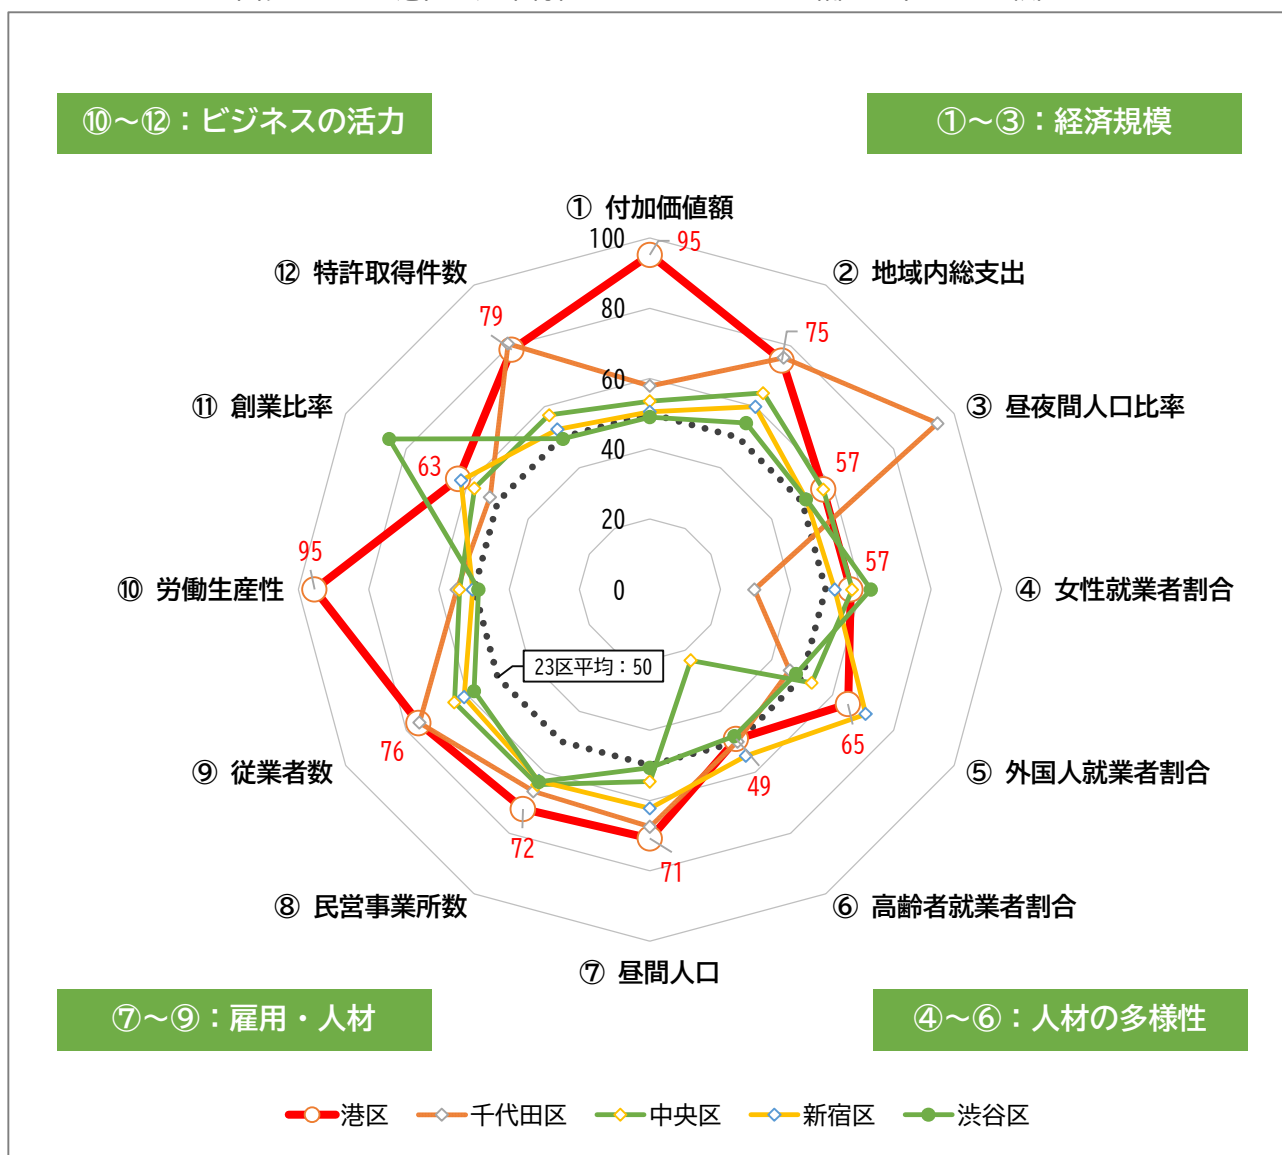 ⑩～⑫：ビジネスの活力
①～③：経済規模
① 付加価値額
100
95
⑫ 特許取得件数
② 地域内総支出
79
80
75
60
⑪ 創業比率
③ 昼夜間人口比率
63
40
57
20
95
57
⑩ 労働生産性
0
④ 女性就業者割合
23区平均：50
76
65
⑨ 従業者数
49
⑤ 外国人就業者割合
72
71
⑧ 民営事業所数
⑥ 高齢者就業者割合
⑦ 昼間人口
⑦～⑨：雇用・人材
④～⑥：人材の多様性
港区
千代田区
中央区
新宿区
渋谷区